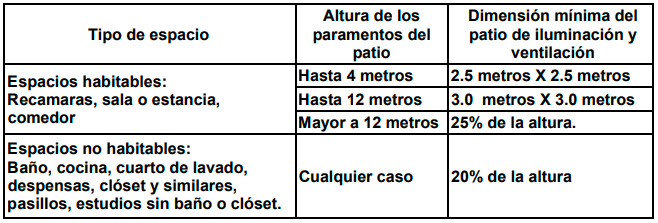 Tipo de espacio
Altura de los
paramentos del
patio
Dimensión mínima del
patio de iluminación y
ventilación
Espacios habitables:
Recamaras, sala o estancia,
comedor
Hasta 4 metros
2.5 metros X 2.5 metros
Hasta 12 metros
3.0 metros X 3.0 metros
Mayor a 12 metros
25% de la altura.
Espacios no habitables:
Baño, cocina, cuarto de lavado,
despensas, clóset y similares,
pasillos, estudios sin baño o clóset.
Cualquier caso
20% de la altura